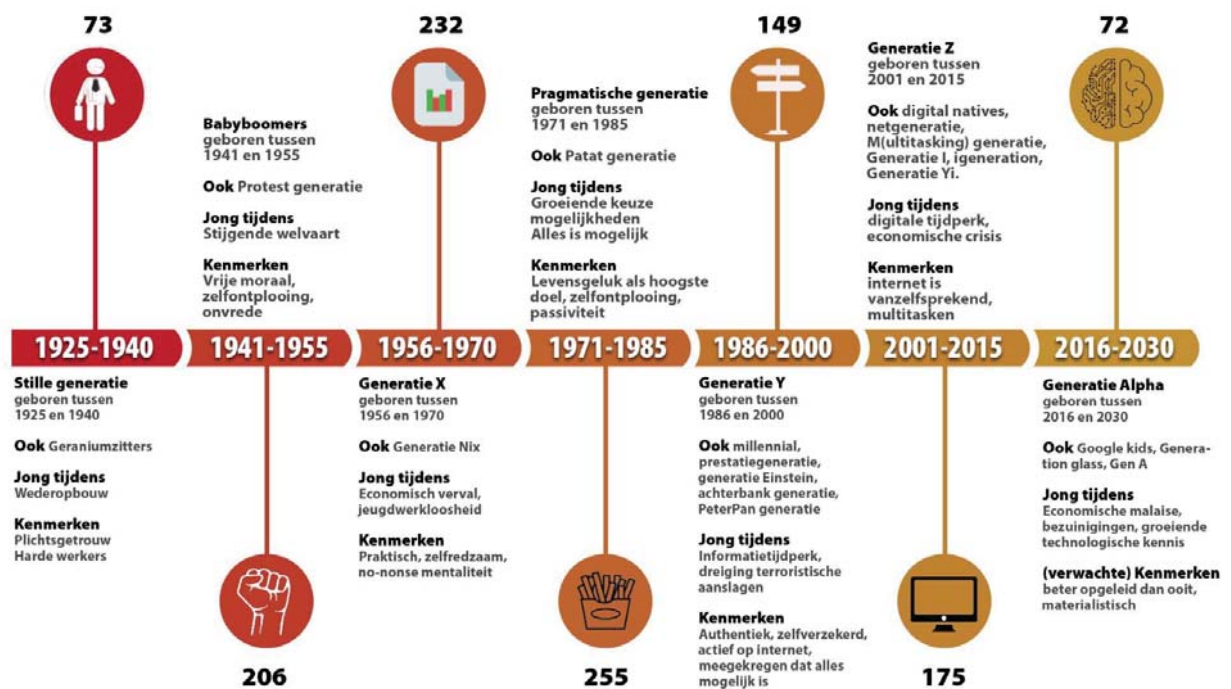 73
Stille generatie
geboren tussen
1925 en 1940
Ook Geraniumzitters
Jong tijdens
Wederopbouw
Kenmerken
Plichtsgetrouw
Harde werkers
1925-1940
Babyboomers
geboren tussen
1941 en 1955
Ook Protest generatie
Jong tijdens
Stijgende welvaart
Kenmerken
Vrije moraal,
zelfontplooing,
onvrede
1941-1955
206
232
1956-1970
Generatie X
geboren tussen
1956 en 1970
Ook Generatie Nix
Jong tijdens
Economisch verval,
jeugdwerkloosheid
Kenmerken
Praktisch, zelfredzaam,
no-nonse mentaliteit
Pragmatische generatie
geboren tussen
1971 en 1985
Ook Patat generatie
Jong tijdens
Groeiende keuze
mogelijkheden
Alles is mogelijk
Kenmerken
Levensgeluk als hoogste
doel, zelfontplooing,
passiviteit
1971-1985
255
149
1986-2000
Generatie Y
geboren tussen
1986 en 2000
Ook millennial,
prestatiegeneratie,
generatie Einstein,
achterbank generatie,
PeterPan generatie
Jong tijdens
Informatietijdperk,
dreiging terroristische
aanslagen
Kenmerken
Authentiek, zelfverzekerd,
actief op internet,
meegekregen dat alles
mogelijk is
Generatie Z
geboren tussen
2001 en 2015
Ook digital natives,
netgeneratie,
M(ultitasking) generatie,
Generatie I, igeneration,
Generatie Yi.
Jong tijdens
digitale tijdperk,
economische crisis
Kenmerken
internet is
vanzelfsprekend,
multitasken
2001-2015
175
72
2016-2030
Generatie Alpha
geboren tussen
2016 en 2030
Ook Google kids, Genera-
tion glass, Gen A
Jong tijdens
Economische malaise,
bezuinigingen, groeiende
technologische kennis
(verwachte) Kenmerken
beter opgeleid dan ooit,
materialistisch